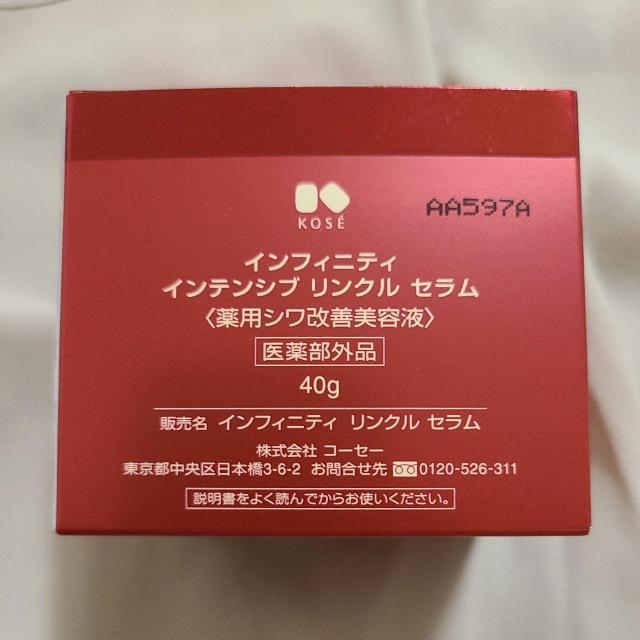 KOSÉ
AA597A
インフィニティ
インテンシブ リンクル セラム
〈薬用シワ改善美容液〉
医薬部外品
40g
販売名 インフィニティ リンクル セラム
株式会社 コーセー
東京都中央区日本橋3-6-2 お問合せ先 0120-526-311
説明書をよく読んでからお使いください。